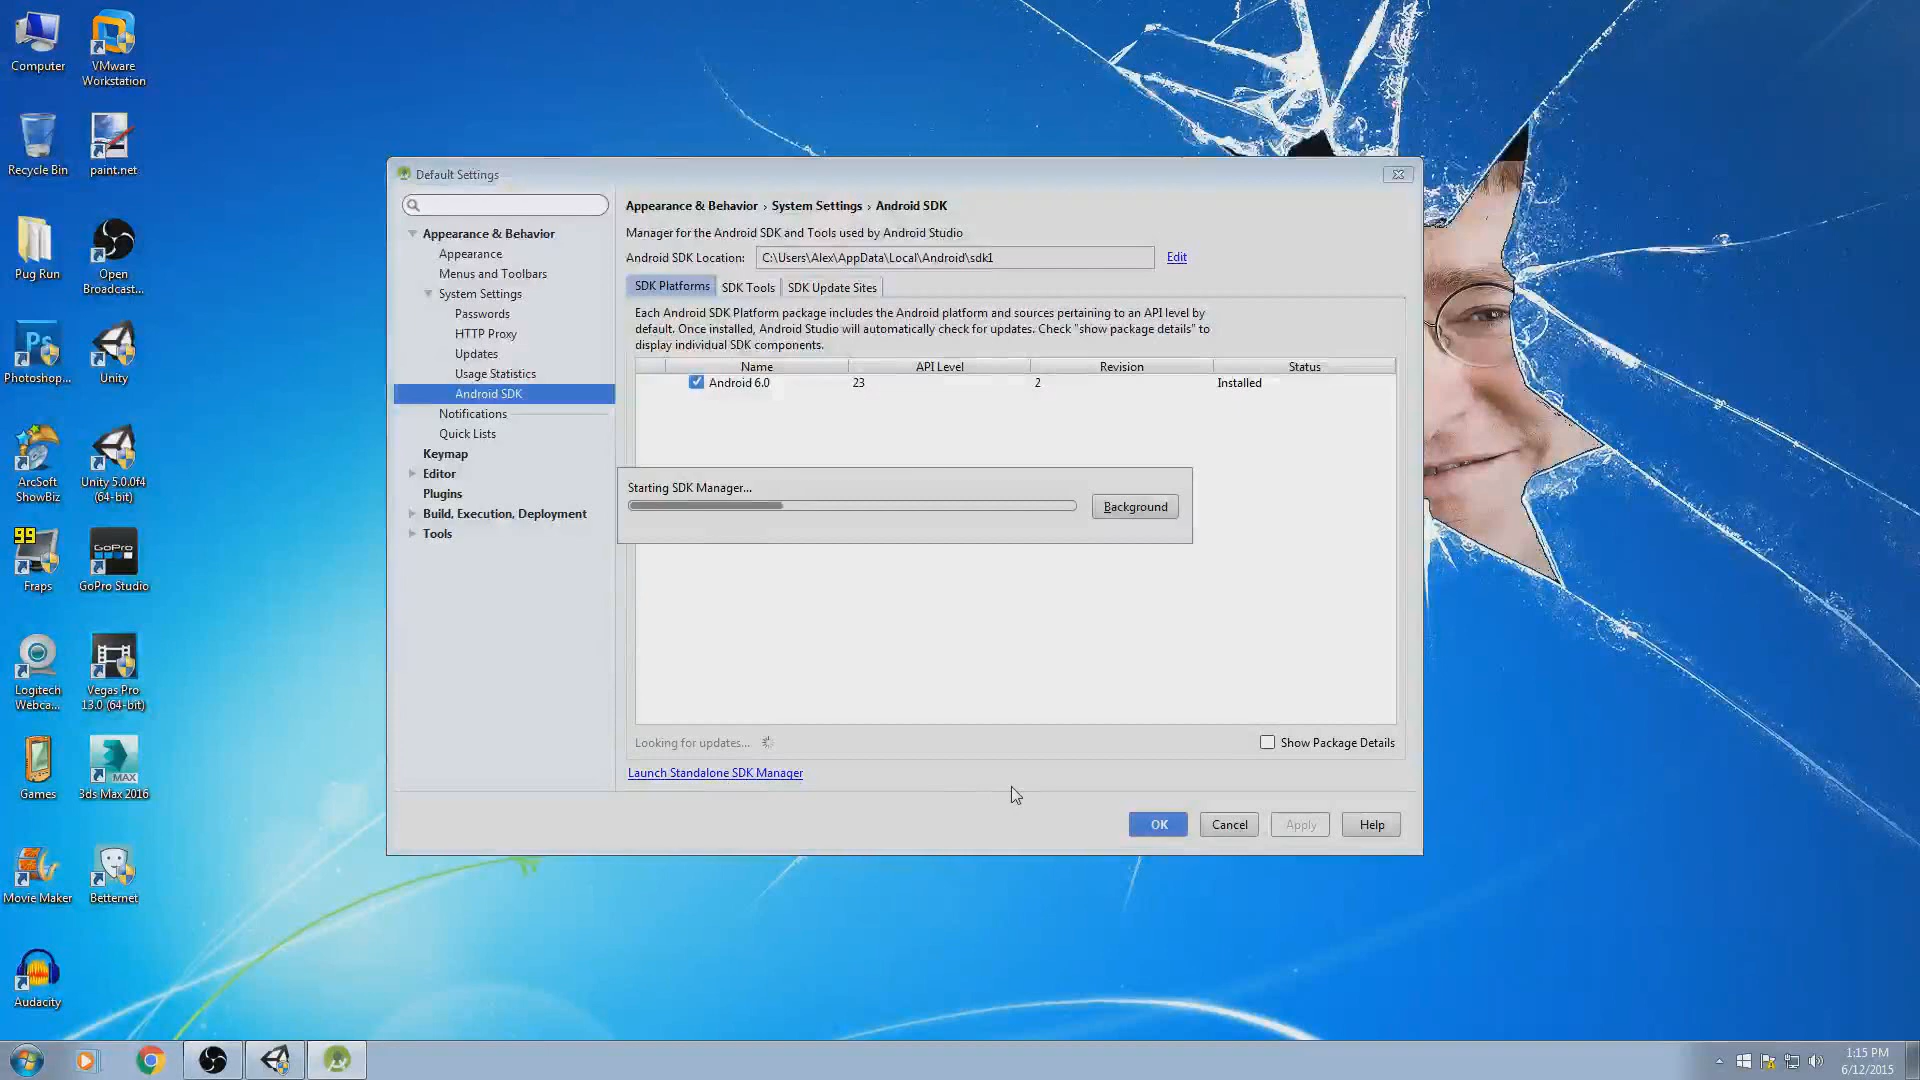 Computer
VMware
Workstation
Recycle Bin
paint.net
Pug Run
Open
Broadcast...
Ps
Photoshop...
Unity
ArcSoft
ShowBiz
Unity 5.0.0f4
(64-bit)
99
Fraps
GoPro
GoPro Studio
Logitech
Webca...
Vegas Pro
13.0 (64-bit)
Games
MAX
3ds Max 2016
Movie Maker
Betternet
Audacity
Default Settings
Appearance & Behavior
Appearance
Menus and Toolbars
System Settings
Passwords
HTTP Proxy
Updates
Usage Statistics
Android SDK
Notifications
Quick Lists
Keymap
Editor
Plugins
Build, Execution, Deployment
Tools
Appearance & Behavior › System Settings › Android SDK
Manager for the Android SDK and Tools used by Android Studio
Android SDK Location: C:\Users\Alex\AppData\Local\Android\sdk1 Edit
SDK Platforms SDK Tools SDK Update Sites
Each Android SDK Platform package includes the Android platform and sources pertaining to an API level by
default. Once installed, Android Studio will automatically check for updates. Check "show package details" to
display individual SDK components.
Name API Level Revision Status
Android 6.0 23 2 Installed
Starting SDK Manager...
Background
Looking for updates... Show Package Details
Launch Standalone SDK Manager
OK Cancel Apply Help
1:15 PM
6/12/2015